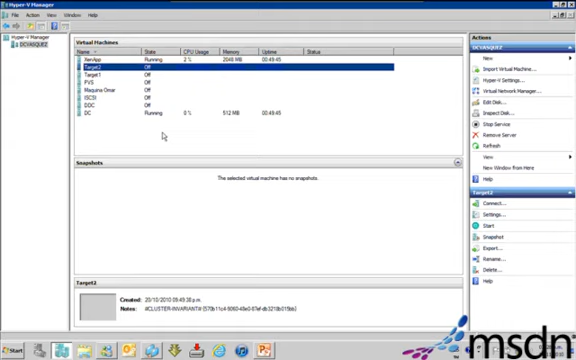 Hyper-V Manager
File Action View Window Help
Hyper-V Manager
DCVASQUEZ
Virtual Machines
Name State CPU Usage Memory Uptime Status
XenApp Running 2 % 2048 MB 00:49:45
Target2 Off
Target1 Off
PVS Off
Maquina Omar Off
ISCSI Off
DDC Off
DC Running 0 % 512 MB 00:49:45
Snapshots
The selected virtual machine has no snapshots.
Target2
Created: 20/10/2010 05:49:38 p.m.
Notes:
Actions
DCVASQUEZ
New
Import Virtual Machine...
Hyper-V Settings...
Virtual Network Manager...
Edit Disk...
Inspect Disk...
Stop Service
Remove Server
Refresh
View
New Window from Here
Help
Target2
Connect...
Settings...
Start
Snapshot
Export...
Rename...
Delete...
Help
Start
msdn